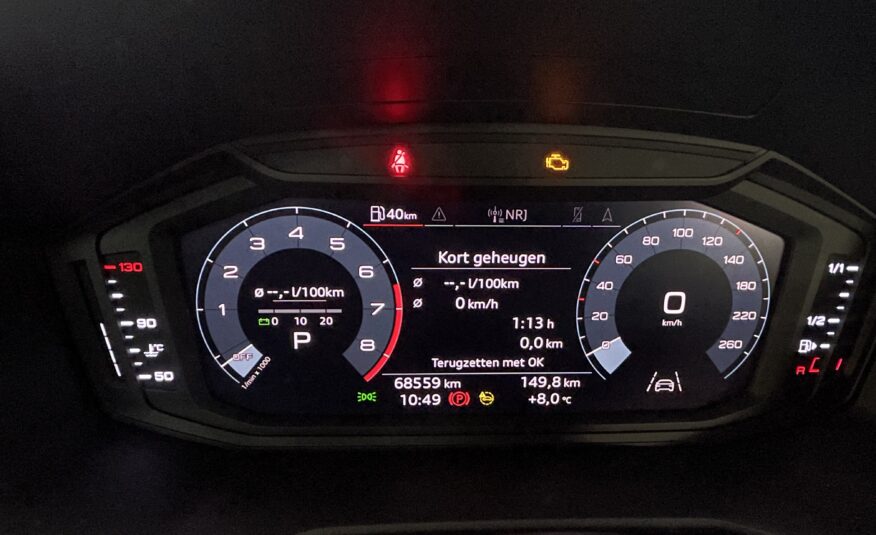 40km NRJ
Kort geheugen
ø --,- l/100km
ø 0 km/h
1:13 h
0,0 km
Terugzetten met OK
68559 km 149,8 km
10:49 P +8,0 °C
1 2 3 4 5 6 7 8
OFF
1/min x 1000
ø --,- l/100km
0 10 20
P
0 20 40 60 80 100 120 140 180 220 260
0
km/h
130
90
°C
50
1/1
1/2
R